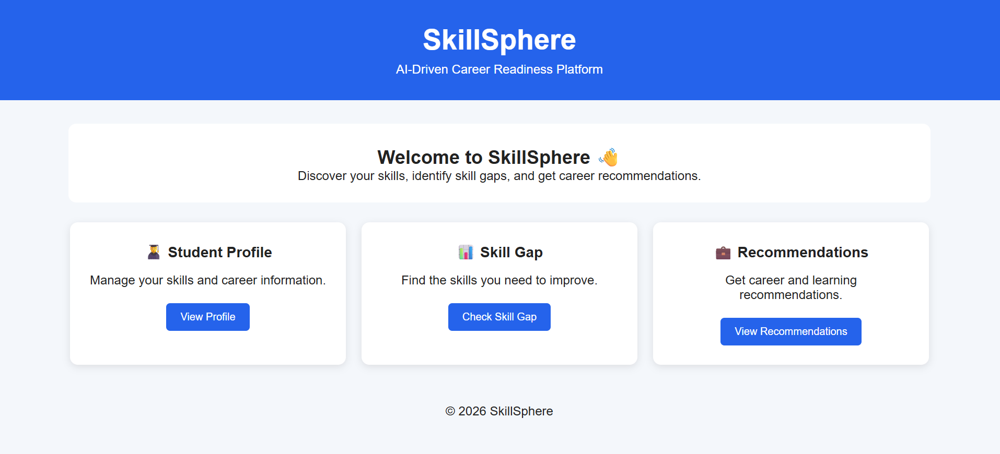 SkillSphere
AI-Driven Career Readiness Platform
Welcome to SkillSphere 👋
Discover your skills, identify skill gaps, and get career recommendations.
👨‍🎓 Student Profile
Manage your skills and career information.
View Profile
📊 Skill Gap
Find the skills you need to improve.
Check Skill Gap
💼 Recommendations
Get career and learning
recommendations.
View Recommendations
© 2026 SkillSphere